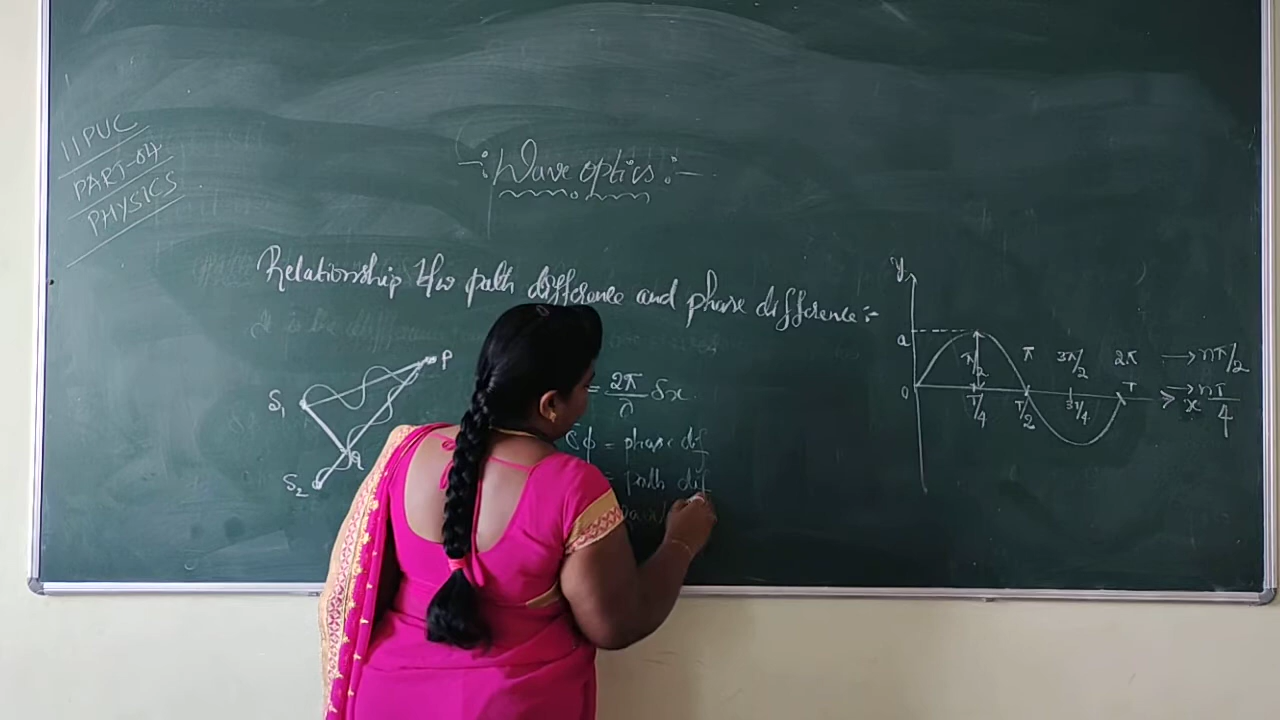 II PUC
PART-04
PHYSICS
-: Wave optics :-
Relationship b/w path difference and phase difference :-
P
S₁
S₂
= 2π/λ δx
δϕ = phase dif
= path dif
y
a
0
π/2 π 3π/2 2π → nπ/2
T/4 T/2 3T/4 T → nT/4
x